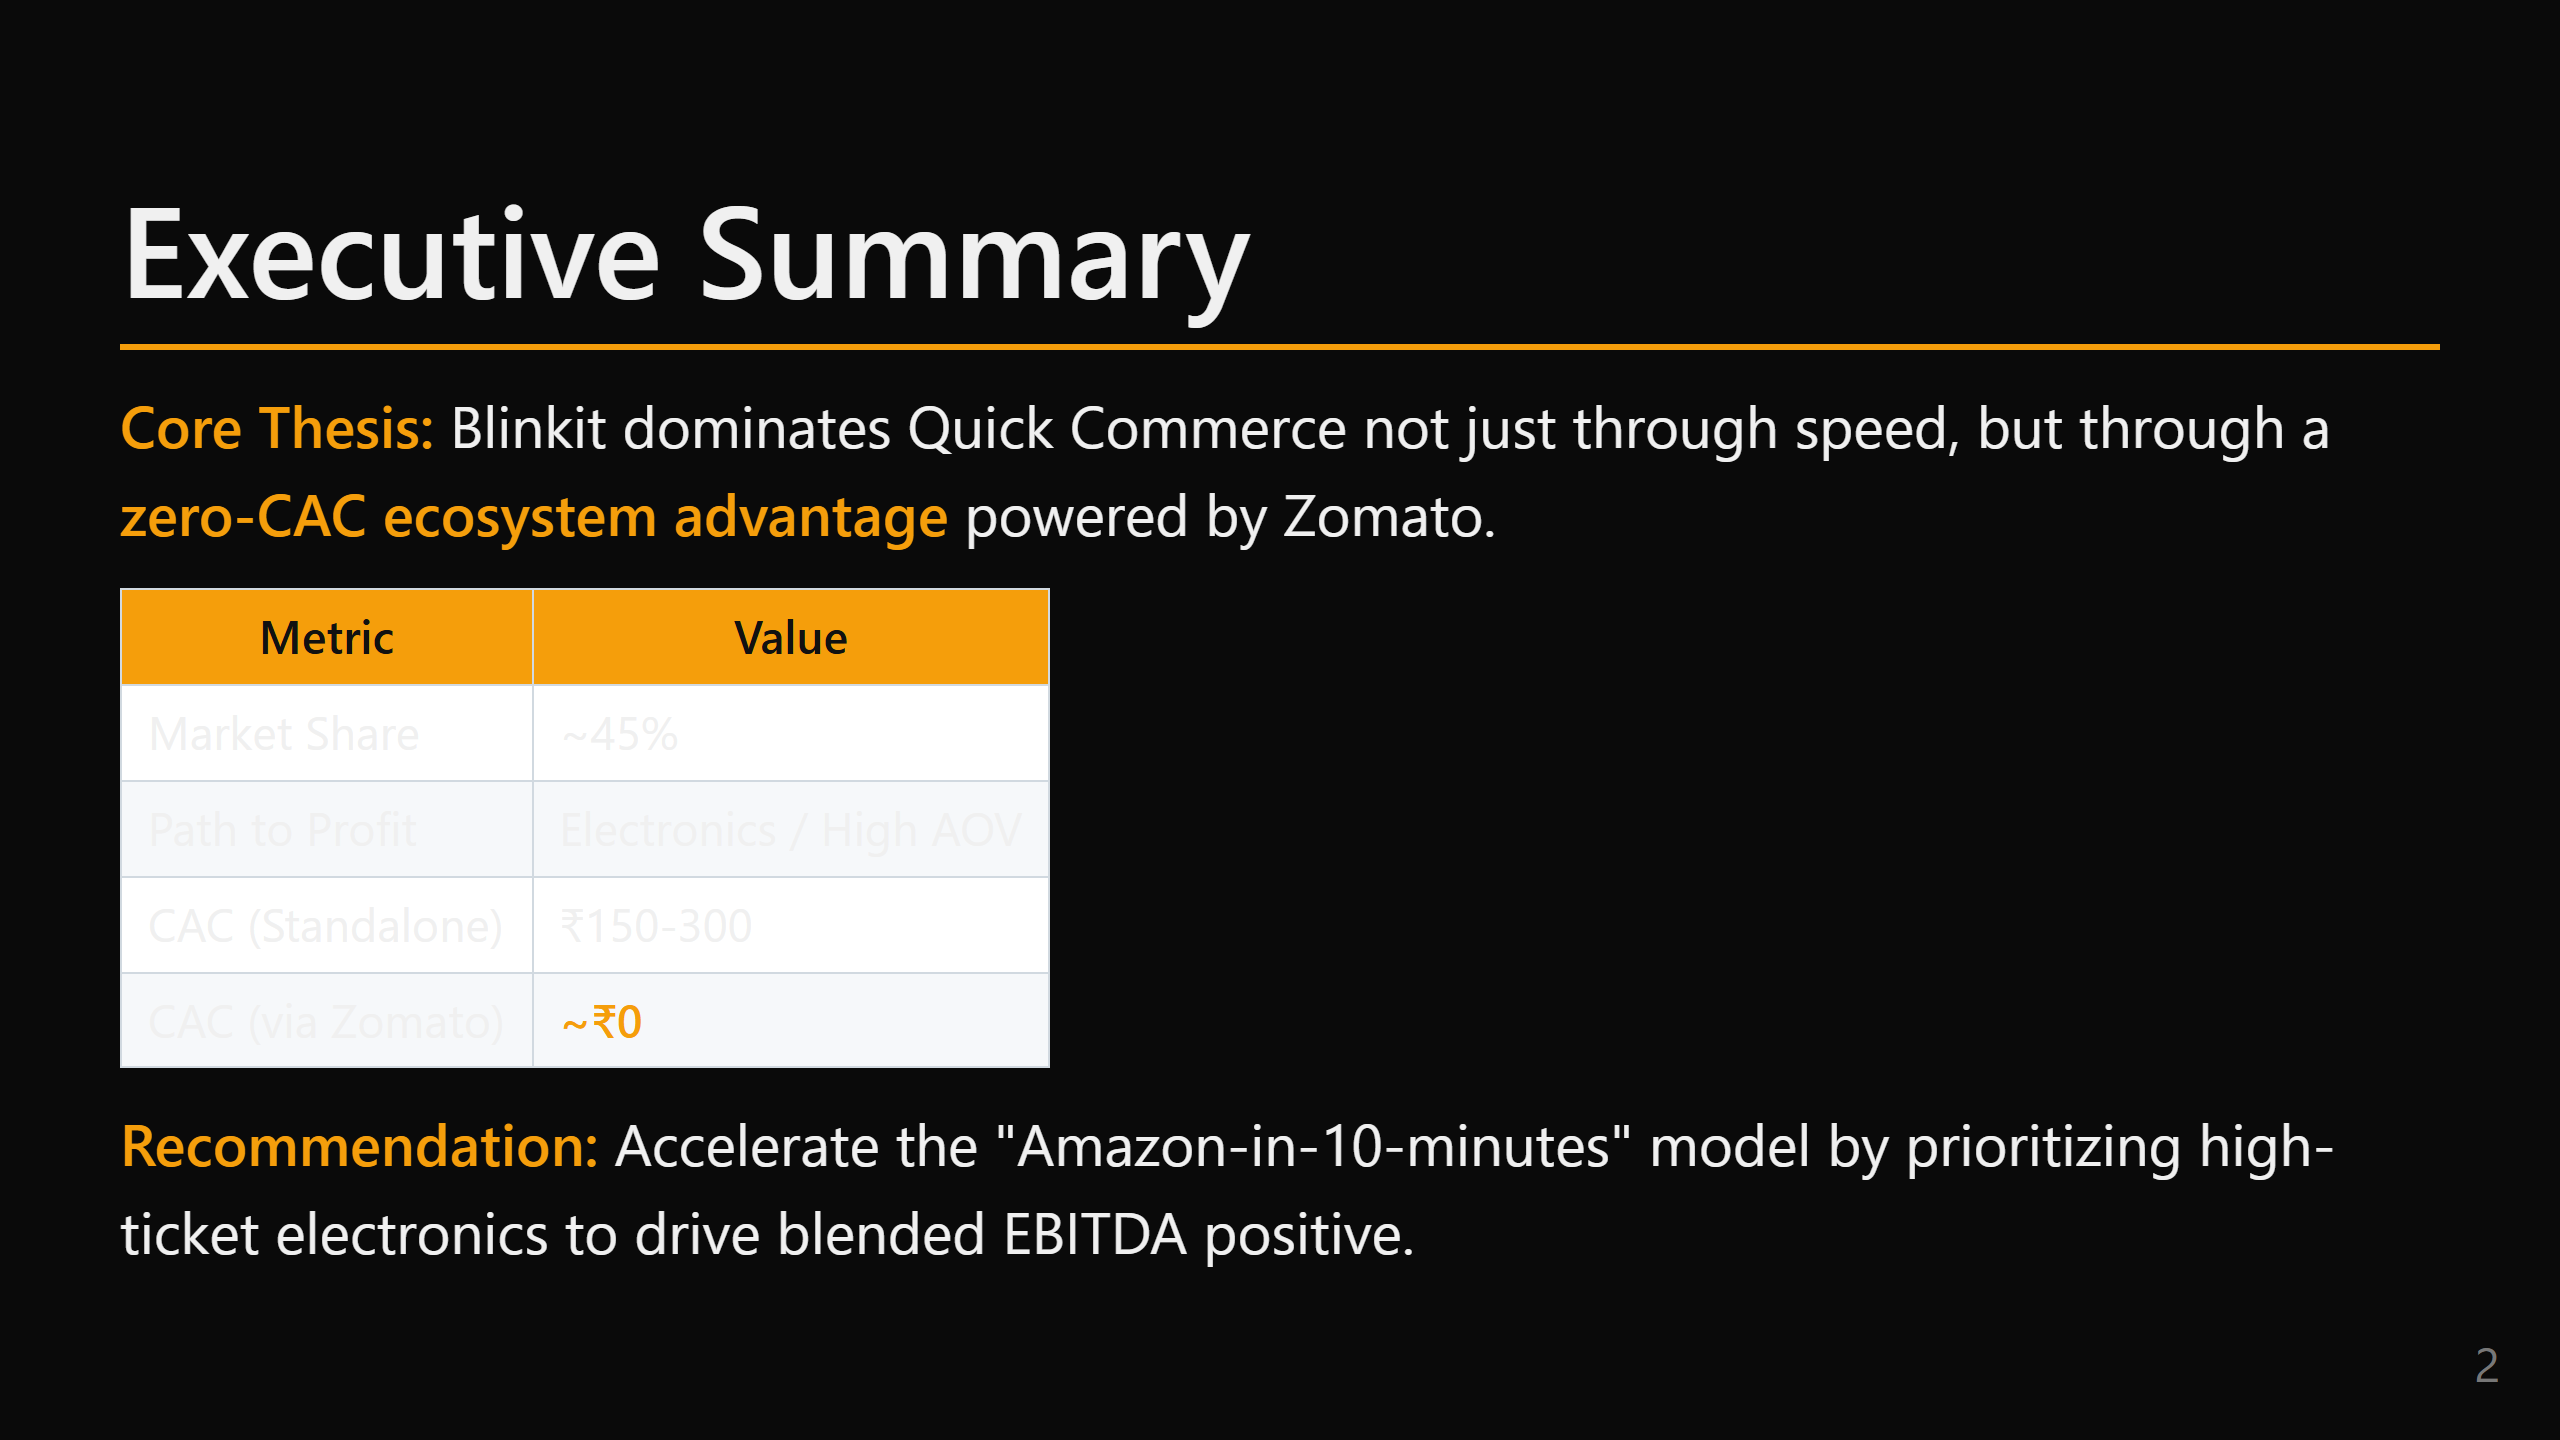 Executive Summary
Core Thesis: Blinkit dominates Quick Commerce not just through speed, but through a
zero-CAC ecosystem advantage powered by Zomato.
Metric Value
Market Share ~45%
Path to Profit Electronics / High AOV
CAC (Standalone) ₹150-300
CAC (via Zomato) ~₹0
Recommendation: Accelerate the "Amazon-in-10-minutes" model by prioritizing high-
ticket electronics to drive blended EBITDA positive.
2